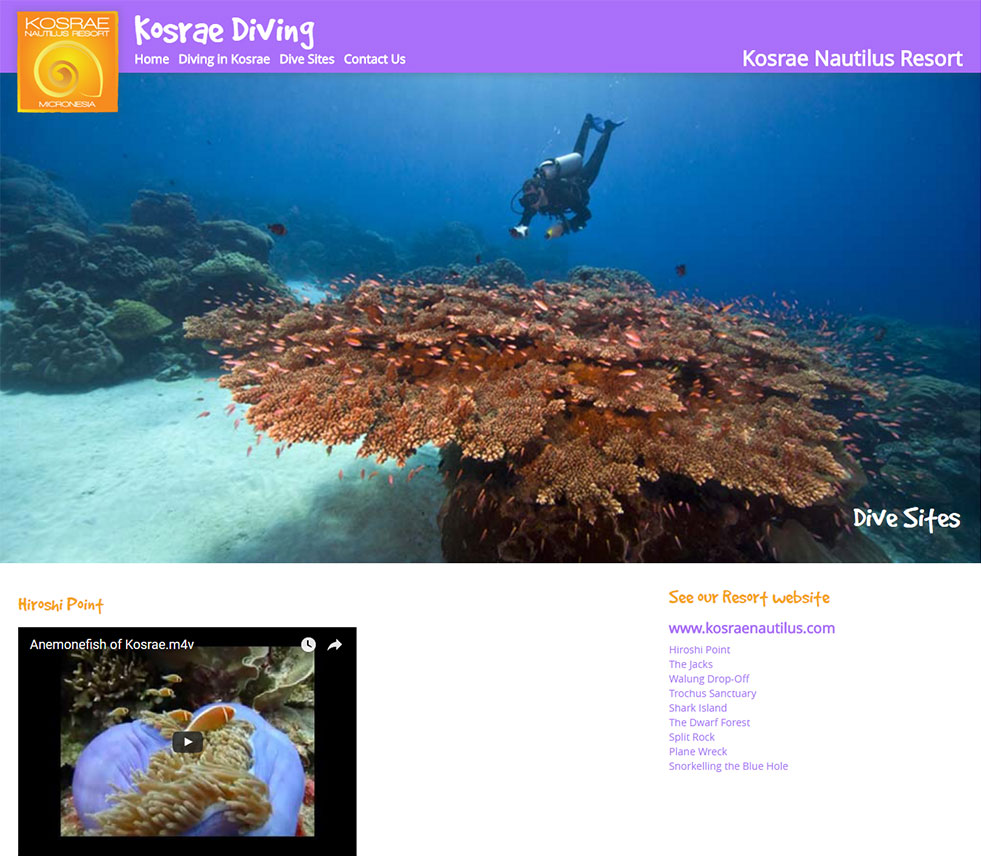 KOSRAE
NAUTILUS RESORT
MICRONESIA
Kosrae Diving
Home Diving in Kosrae Dive Sites Contact Us
Kosrae Nautilus Resort
Dive Sites
Hiroshi Point
Anemonefish of Kosrae.m4v
See our Resort website
www.kosraenautilus.com
Hiroshi Point
The Jacks
Walung Drop-Off
Trochus Sanctuary
Shark Island
The Dwarf Forest
Split Rock
Plane Wreck
Snorkelling the Blue Hole